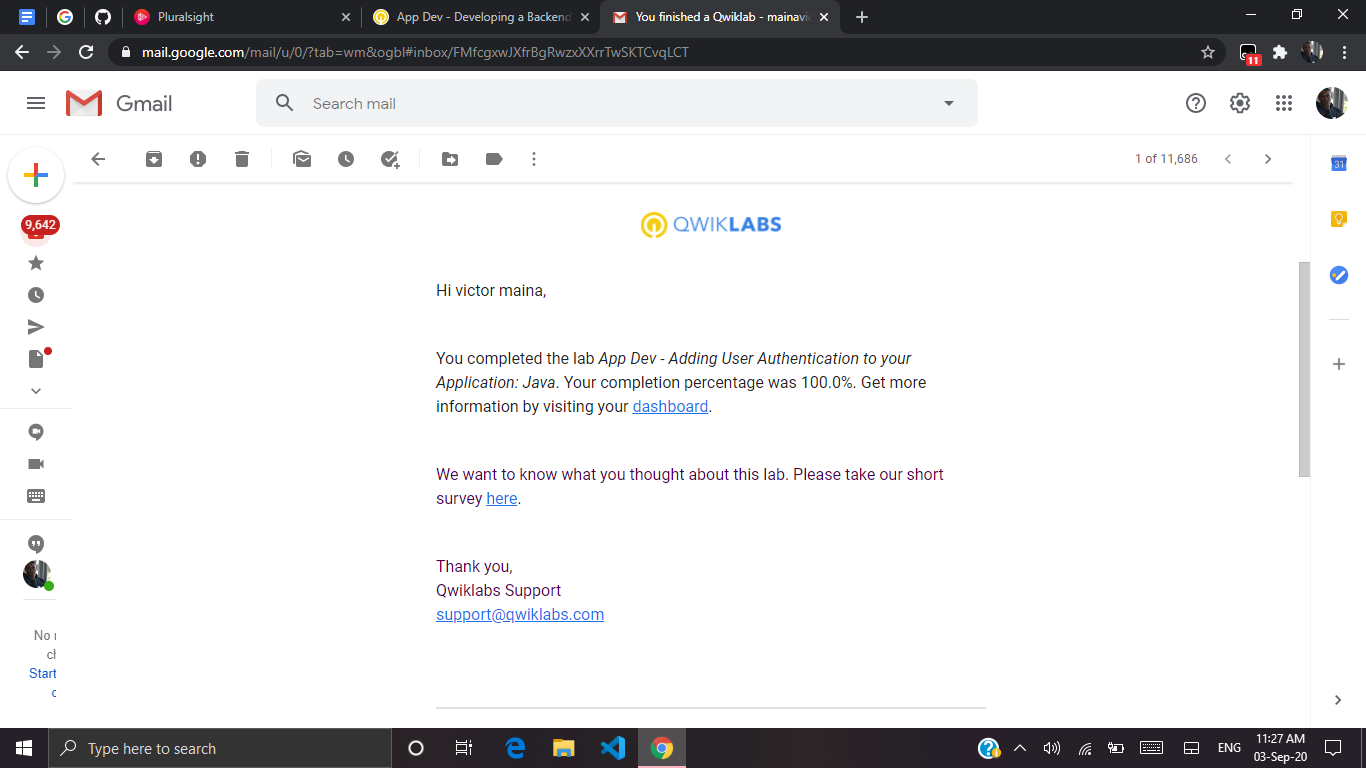 Pluralsight
App Dev - Developing a Backend
You finished a Qwiklab - mainavi
mail.google.com/mail/u/0/?tab=wm&ogbl#inbox/FMfcgxwJXfrBgRwzxXXrrTwSKTCvqLCT
11
Gmail
Search mail
1 of 11,686
31
9,642
QWIKLABS
Hi victor maina,
You completed the lab App Dev - Adding User Authentication to your
Application: Java. Your completion percentage was 100.0%. Get more
information by visiting your dashboard.
We want to know what you thought about this lab. Please take our short
survey here.
Thank you,
Qwiklabs Support
support@qwiklabs.com
No
Start
Type here to search
ENG
11:27 AM
03-Sep-20